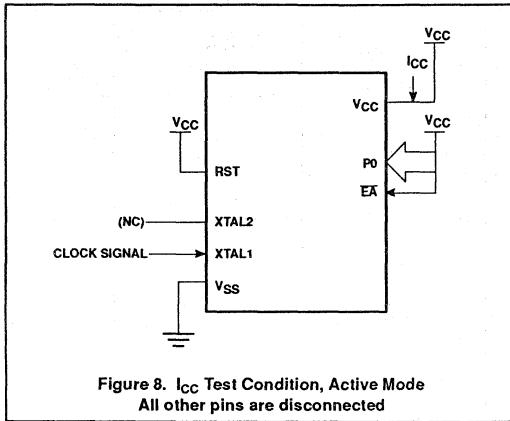 VCC
ICC
VCC
VCC
VCC
RST
P0
EA
(NC)
XTAL2
CLOCK SIGNAL
XTAL1
VSS
Figure 8. ICC Test Condition, Active Mode
All other pins are disconnected